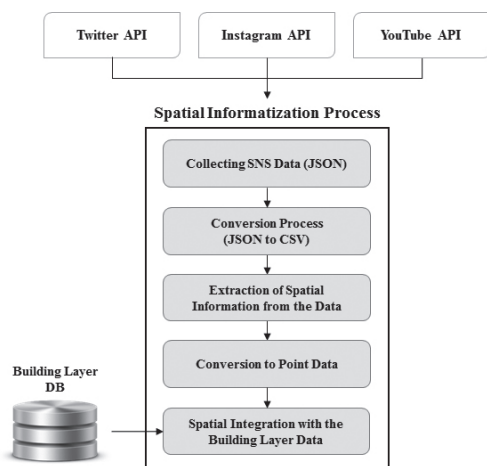 Twitter API
Instagram API
YouTube API
Spatial Informatization Process
Collecting SNS Data (JSON)
Conversion Process
(JSON to CSV)
Extraction of Spatial
Information from the Data
Conversion to Point Data
Building Layer
DB
Spatial Integration with the
Building Layer Data